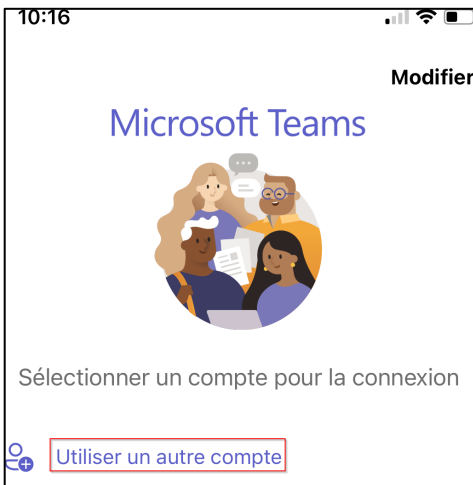 10:16
Modifier
Microsoft Teams
Sélectionner un compte pour la connexion
Utiliser un autre compte